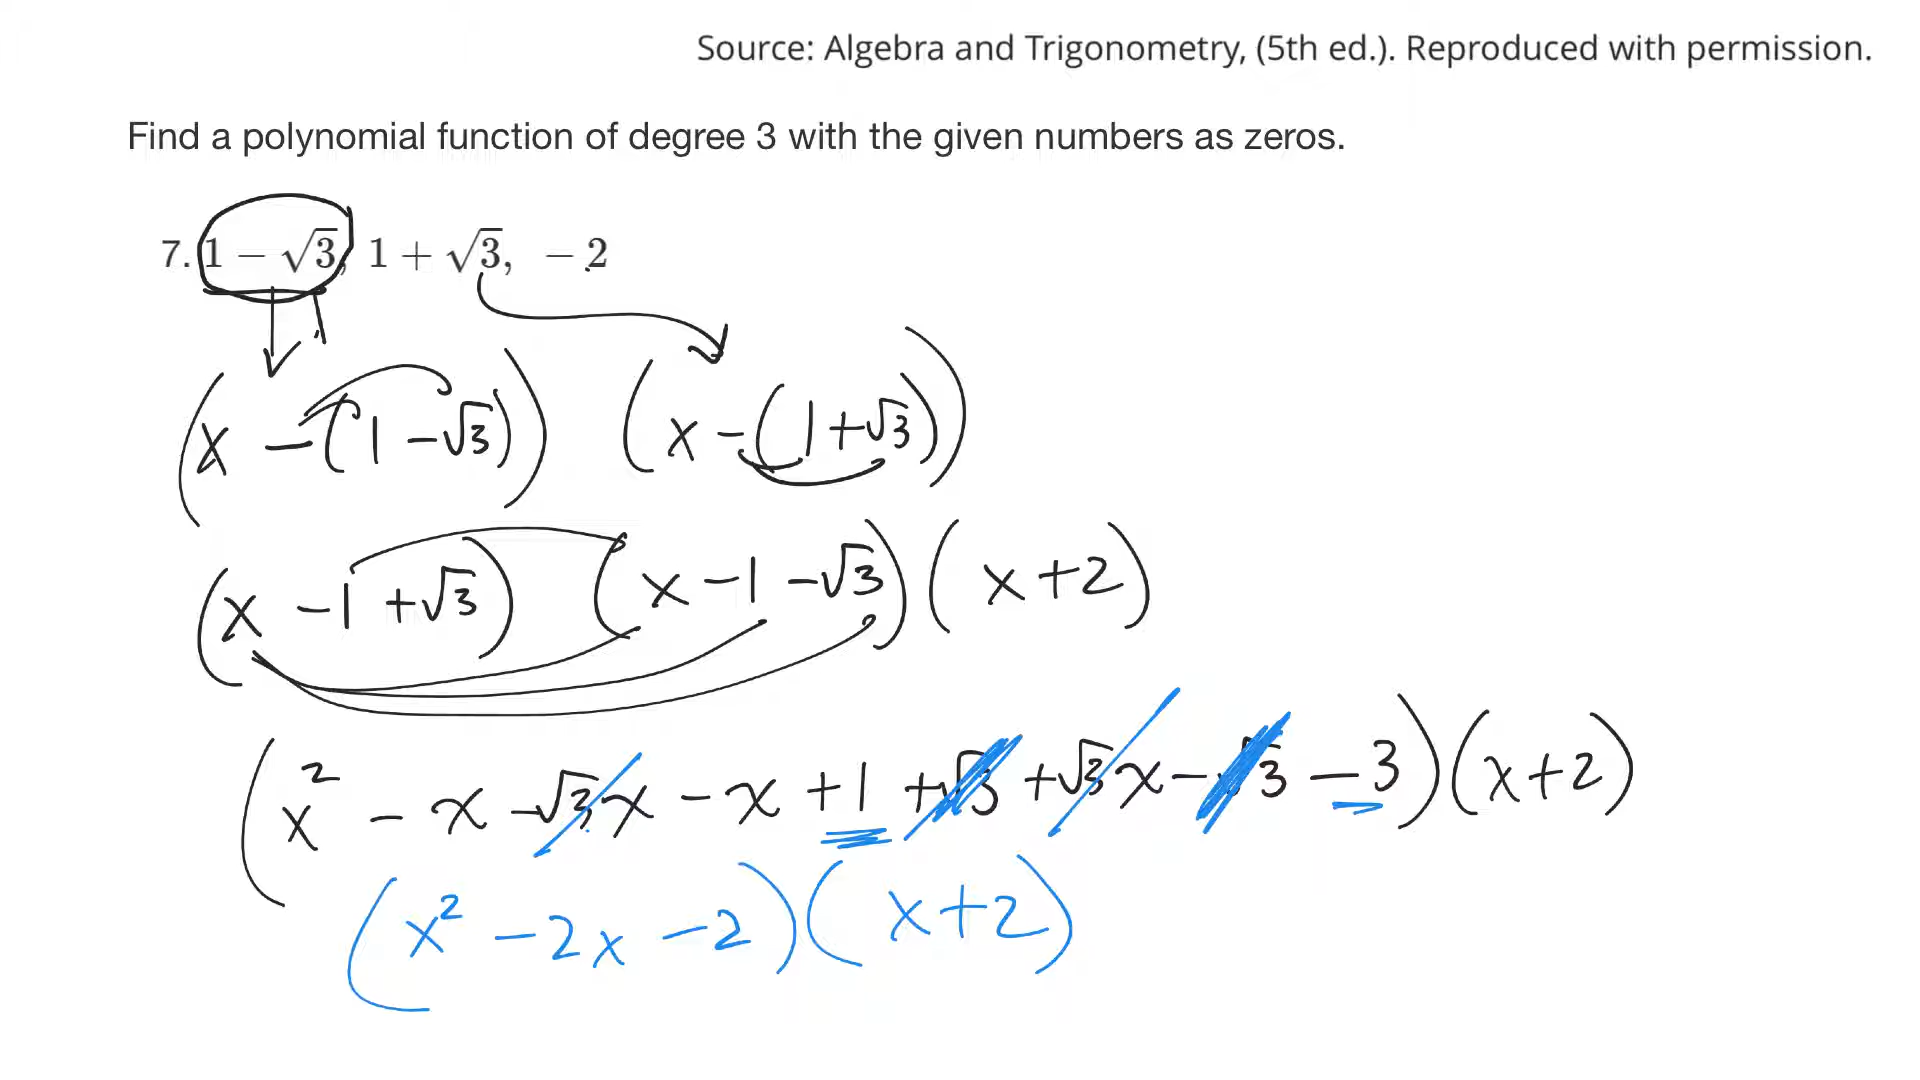 Source: Algebra and Trigonometry, (5th ed.). Reproduced with permission.
Find a polynomial function of degree 3 with the given numbers as zeros.
7. 1 − √3, 1 + √3, −2
(x −(1 −√3)) (x −(1+√3))
(x −1 +√3) (x −1 −√3)(x+2)
(x² − x −√3x − x +1 +√3 +√3x −√3 −3)(x+2)
(x² −2x −2)(x+2)